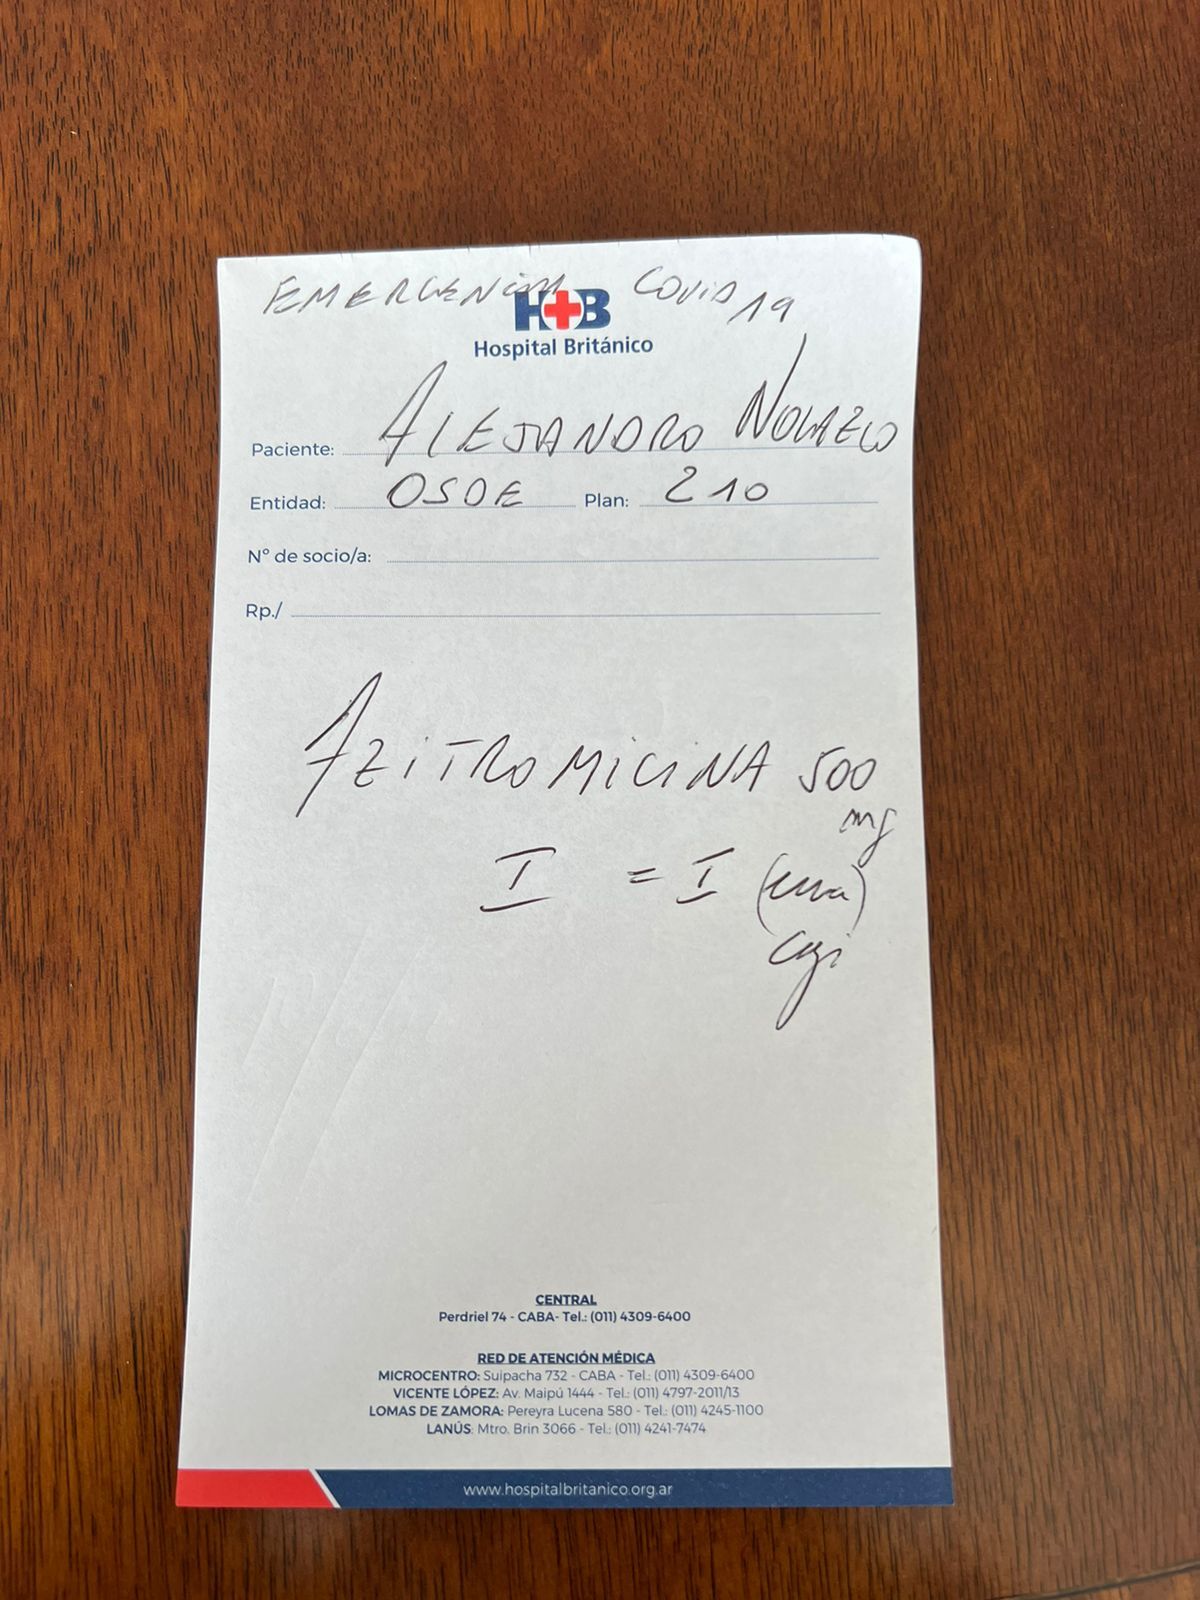 EMERGENCIA COVID 19
H+B
Hospital Británico
Paciente: ALEJANDRO
Entidad: OSDE Plan: 210
Nº de socio/a:
Rp./
AZITROMICINA 500
mg
I = I (una)
CENTRAL
Perdriel 74 - CABA- Tel.: (011) 4309-6400
RED DE ATENCIÓN MÉDICA
MICROCENTRO: Suipacha 732 - CABA - Tel.: (011) 4309-6400
VICENTE LÓPEZ: Av. Maipú 1444 - Tel.: (011) 4797-2011/13
LOMAS DE ZAMORA: Pereyra Lucena 580 - Tel.: (011) 4245-1100
LANÚS: Mtro. Brin 3066 - Tel.: (011) 4241-7474
www.hospitalbritanico.org.ar